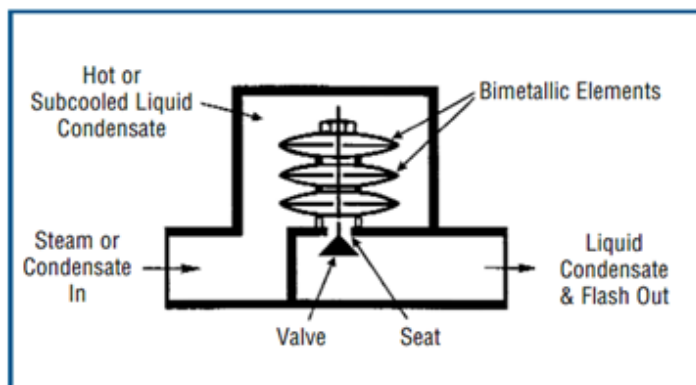 Hot or
Subcooled Liquid
Condensate
Bimetallic Elements
Steam or
Condensate
In
Liquid
Condensate
& Flash Out
Valve
Seat